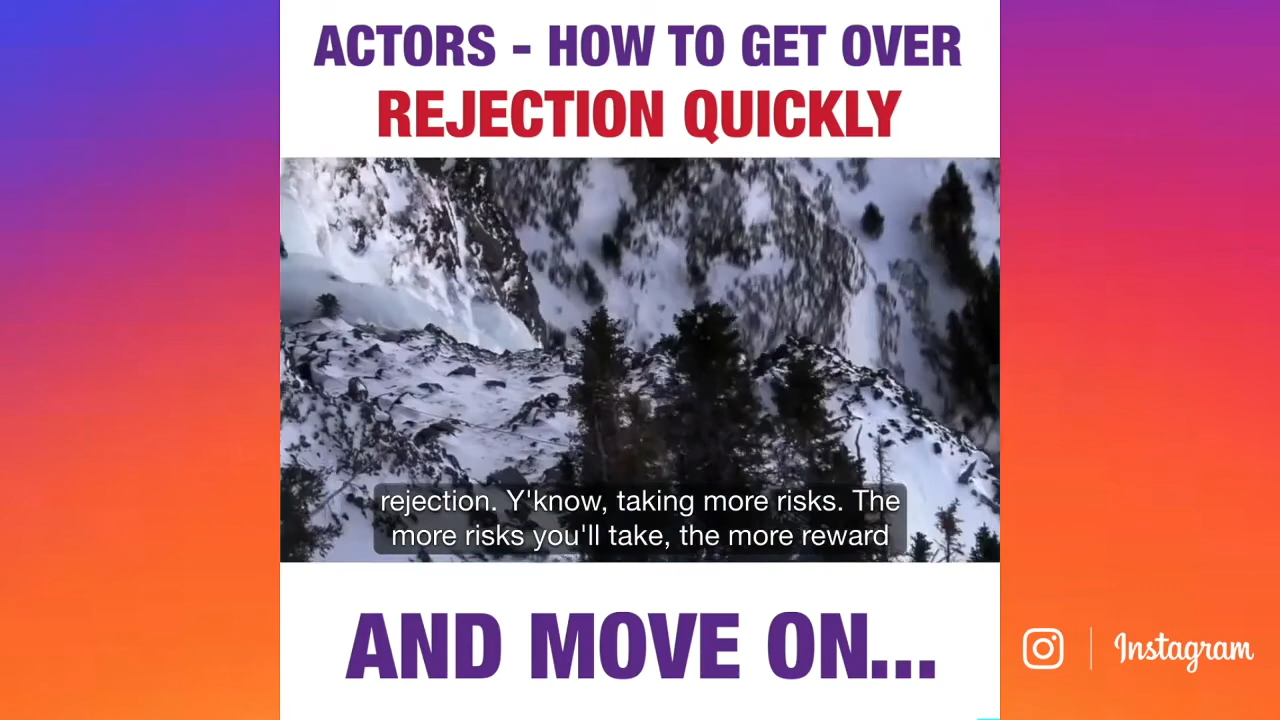 ACTORS - HOW TO GET OVER
REJECTION QUICKLY
rejection. Y'know, taking more risks. The
more risks you'll take, the more reward
AND MOVE ON...
Instagram